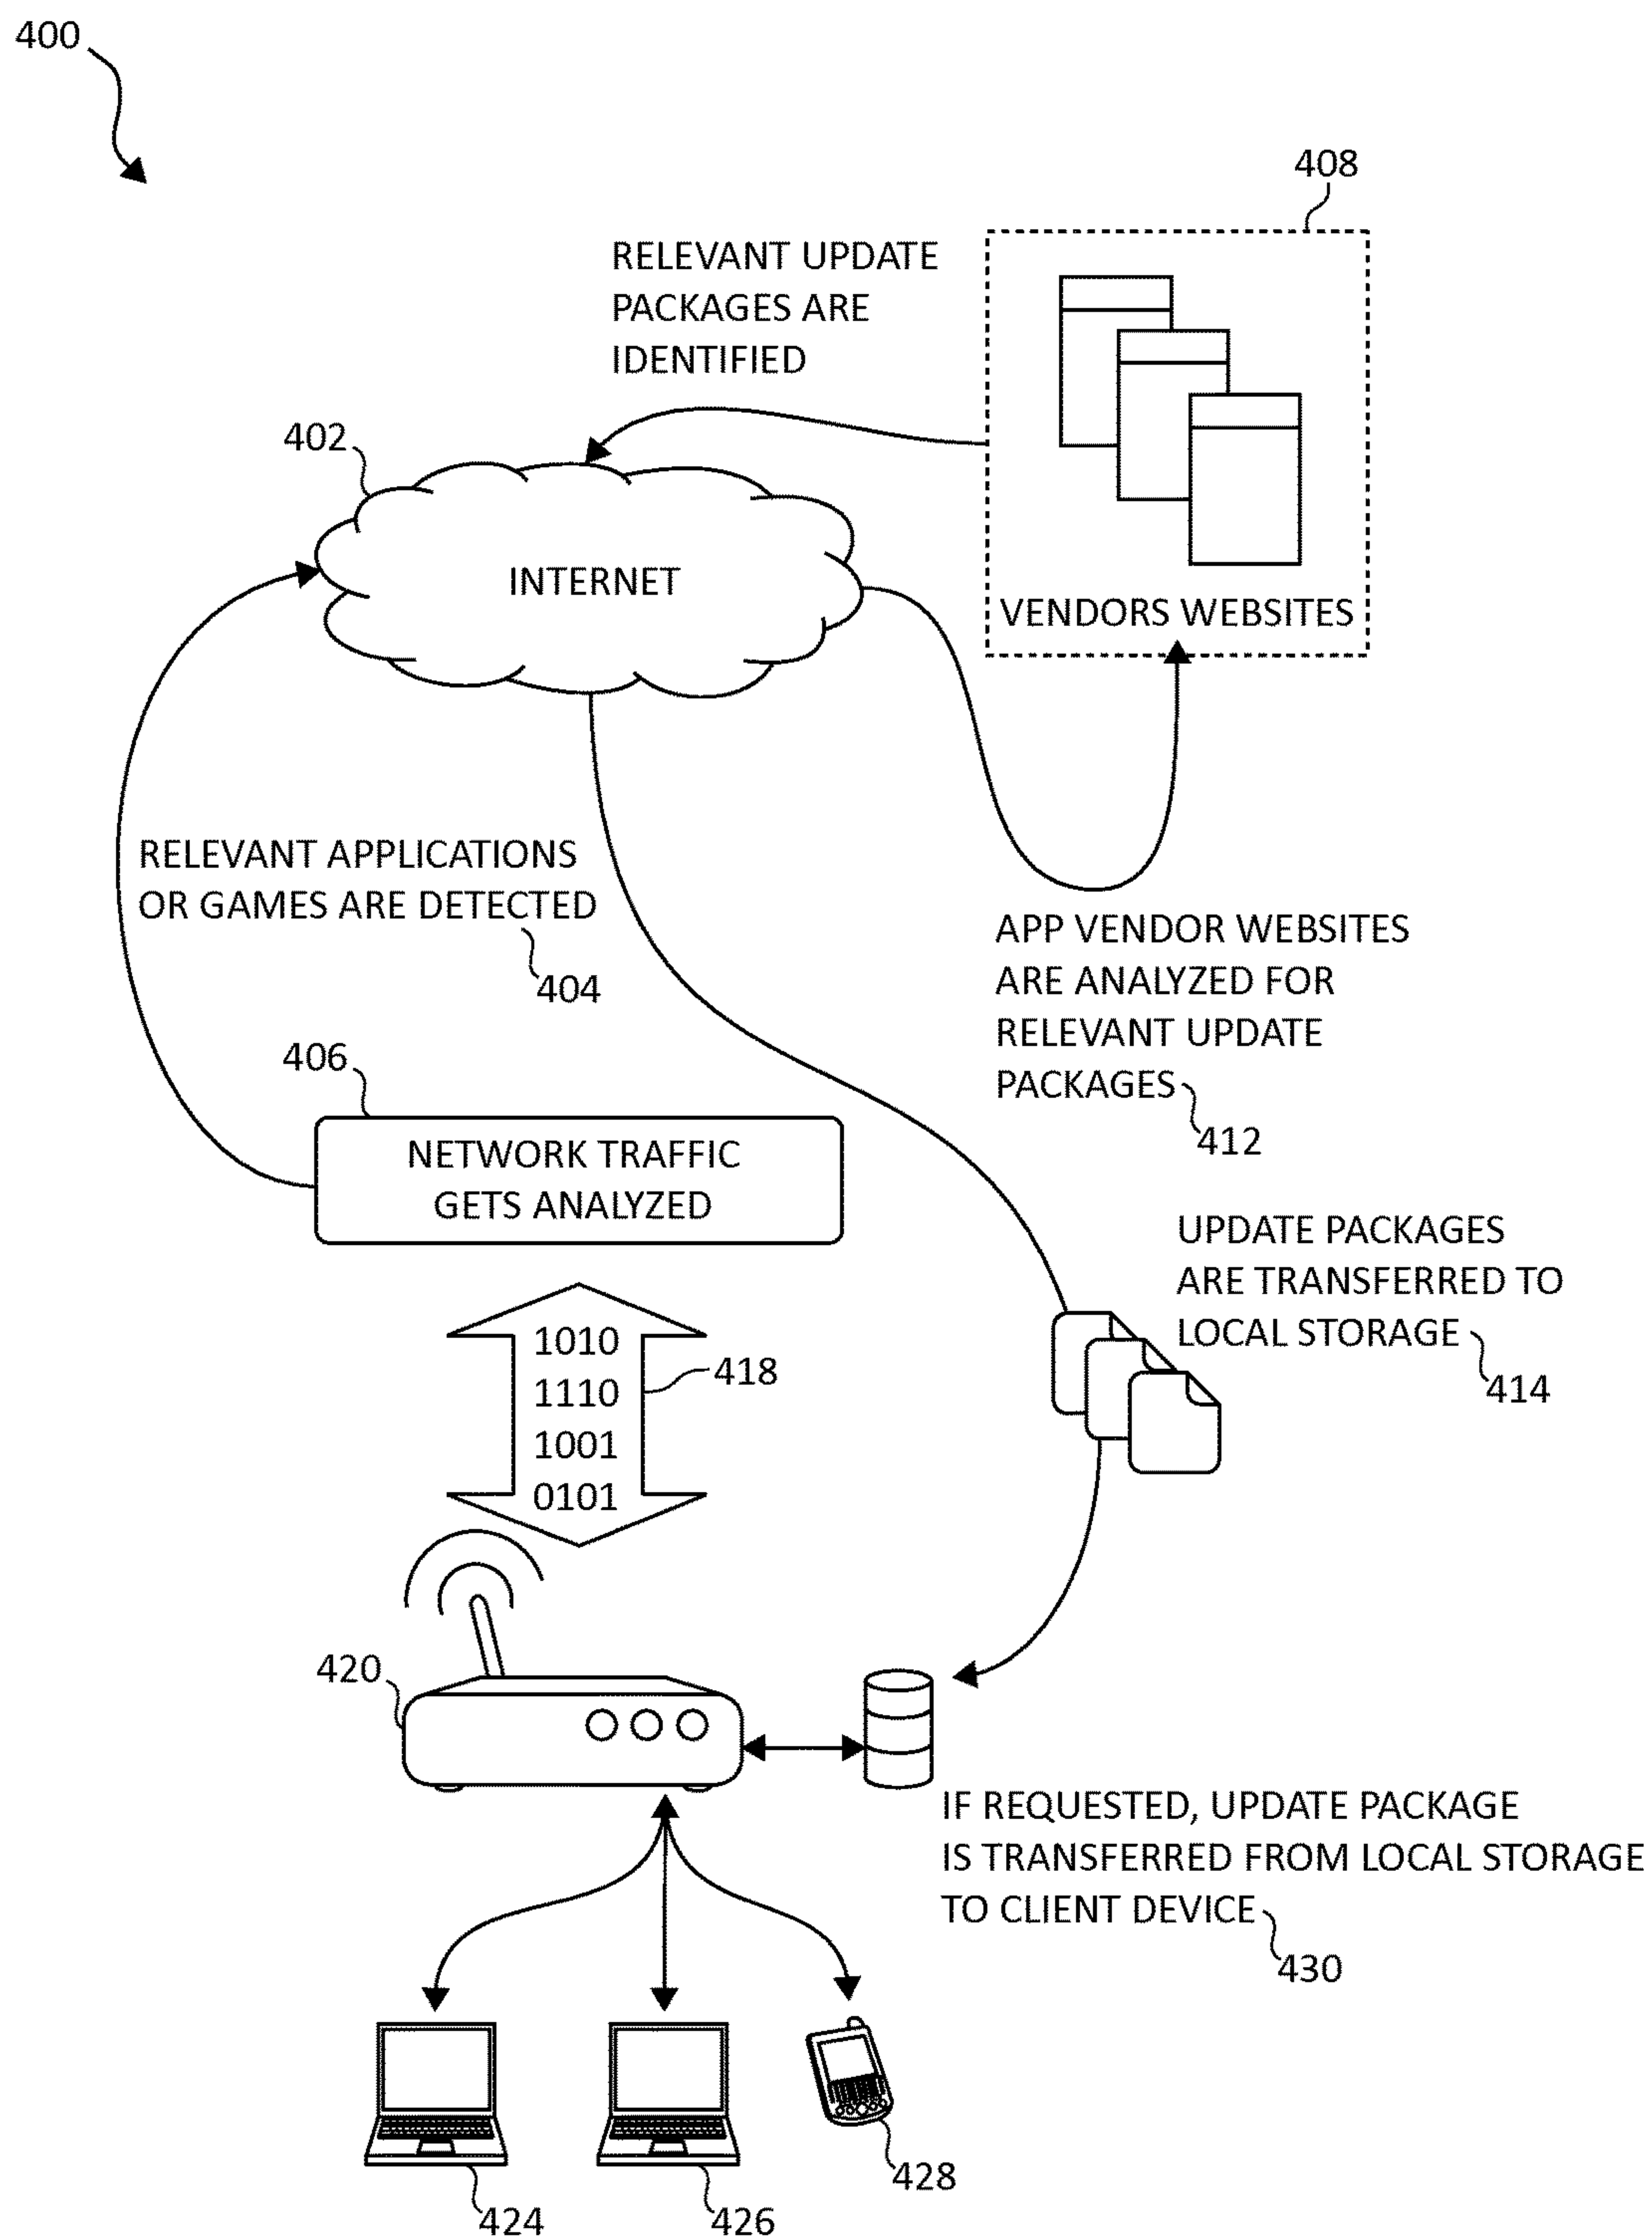 400
408
RELEVANT UPDATE
PACKAGES ARE
IDENTIFIED
402
INTERNET
VENDORS WEBSITES
RELEVANT APPLICATIONS
OR GAMES ARE DETECTED
404
APP VENDOR WEBSITES
ARE ANALYZED FOR
RELEVANT UPDATE
PACKAGES
412
406
NETWORK TRAFFIC
GETS ANALYZED
UPDATE PACKAGES
ARE TRANSFERRED TO
LOCAL STORAGE
414
1010
1110
1001
0101
418
420
IF REQUESTED, UPDATE PACKAGE
IS TRANSFERRED FROM LOCAL STORAGE
TO CLIENT DEVICE
430
424
426
428